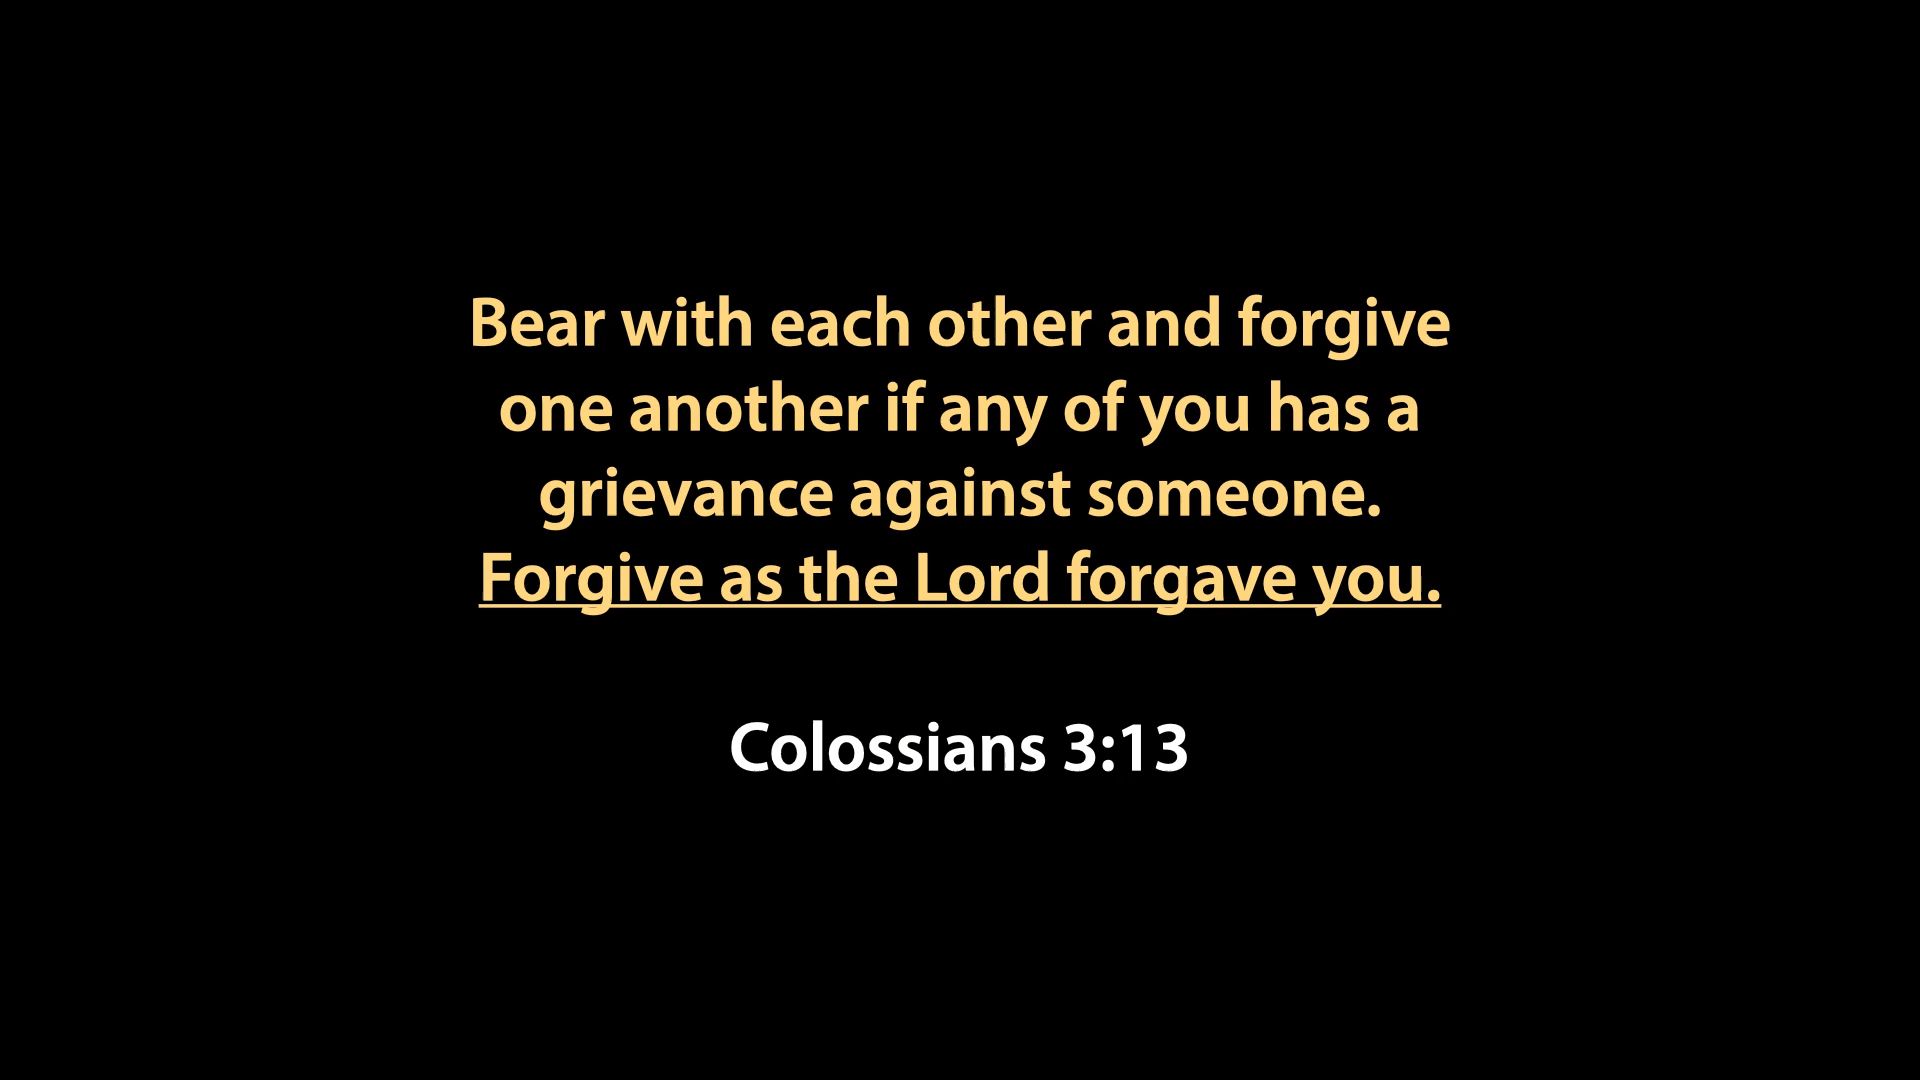 Bear with each other and forgive
one another if any of you has a
grievance against someone.
Forgive as the Lord forgave you.
Colossians 3:13